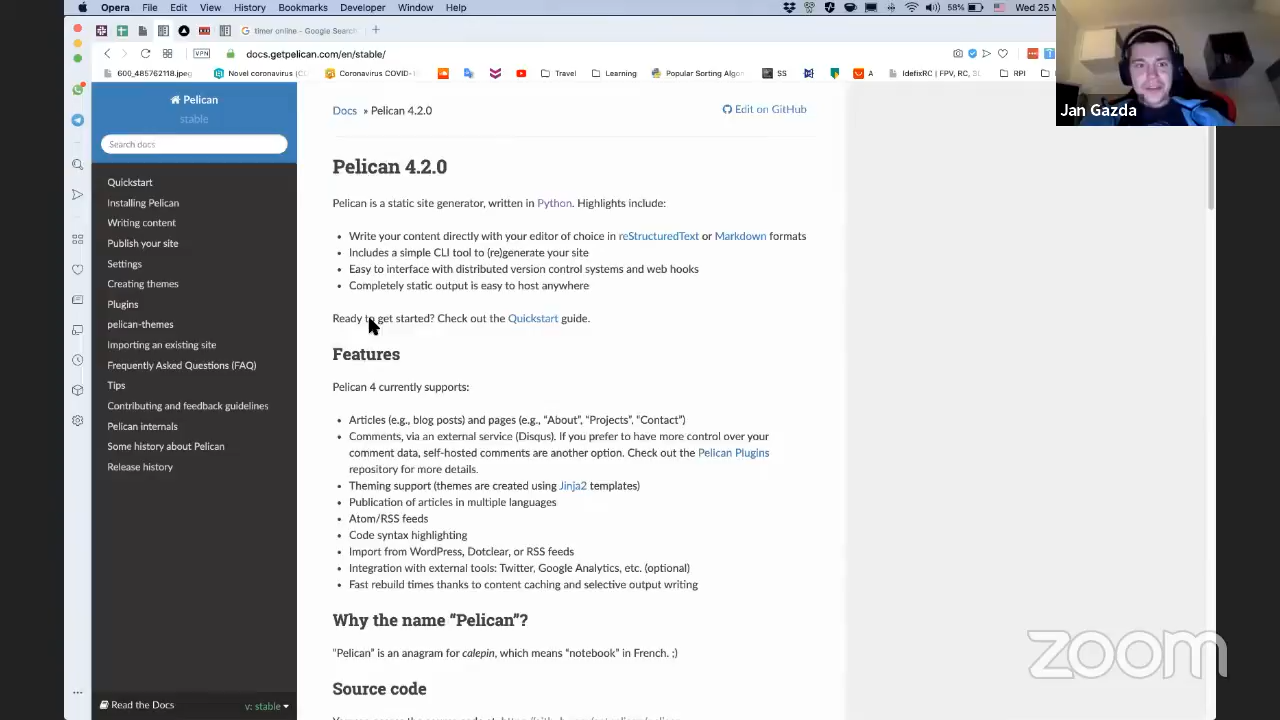 Opera File Edit View History Bookmarks Developer Window Help
58% Wed 25 M
timer online - Google Search
VPN docs.getpelican.com/en/stable/
600_485762118.jpeg Novel coronavirus (C Coronavirus COVID-1 Travel Learning Popular Sorting Algor SS A IdefixRC | FPV, RC, 3 RPI
Jan Gazda
Pelican
stable
Search docs
Quickstart
Installing Pelican
Writing content
Publish your site
Settings
Creating themes
Plugins
pelican-themes
Importing an existing site
Frequently Asked Questions (FAQ)
Tips
Contributing and feedback guidelines
Pelican internals
Some history about Pelican
Release history
Read the Docs v: stable
Docs » Pelican 4.2.0 Edit on GitHub
Pelican 4.2.0
Pelican is a static site generator, written in Python. Highlights include:
• Write your content directly with your editor of choice in reStructuredText or Markdown formats
• Includes a simple CLI tool to (re)generate your site
• Easy to interface with distributed version control systems and web hooks
• Completely static output is easy to host anywhere
Ready to get started? Check out the Quickstart guide.
Features
Pelican 4 currently supports:
• Articles (e.g., blog posts) and pages (e.g., “About”, “Projects”, “Contact”)
• Comments, via an external service (Disqus). If you prefer to have more control over your
comment data, self-hosted comments are another option. Check out the Pelican Plugins
repository for more details.
• Theming support (themes are created using Jinja2 templates)
• Publication of articles in multiple languages
• Atom/RSS feeds
• Code syntax highlighting
• Import from WordPress, Dotclear, or RSS feeds
• Integration with external tools: Twitter, Google Analytics, etc. (optional)
• Fast rebuild times thanks to content caching and selective output writing
Why the name “Pelican”?
“Pelican” is an anagram for calepin, which means “notebook” in French. ;)
Source code
zoom